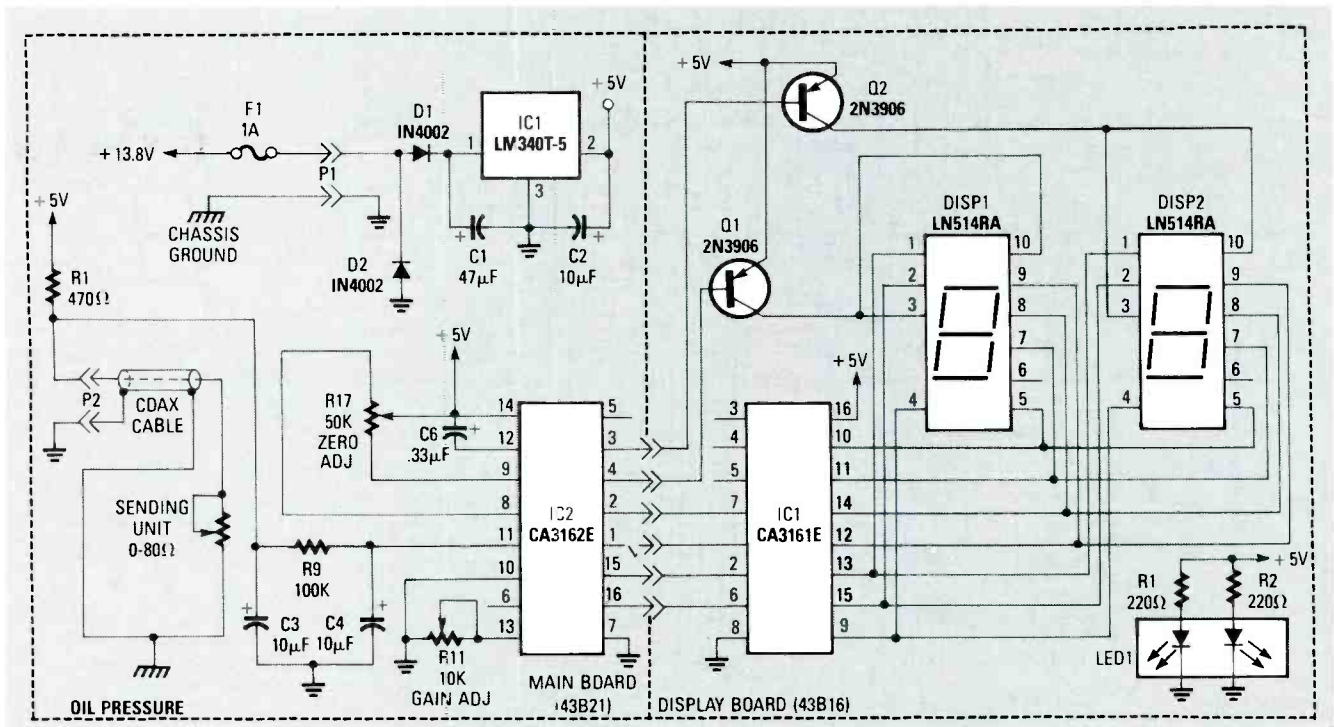 +5V
Q2
2N3906
F1
1A
D1
IN4002
IC1
LM340T-5
1
2
3
+5V
+13.8V
P1
+5V
CHASSIS
GROUND
D2
IN4002
+
C1
47µF
+
C2
10µF
Q1
2N3906
DISP1
LN514RA
1
2
3
4
10
9
8
7
6
5
DISP2
LN514RA
1
2
3
4
10
9
8
7
6
5
R1
470Ω
P2
COAX
CABLE
+5V
R17
50K
ZERO
ADJ
C6
.33µF
+
14
12
9
8
11
10
6
13
IC2
CA3162E
5
3
4
2
1
15
16
7
+5V
3
4
5
7
1
2
6
8
IC1
CA3161E
16
10
11
14
12
13
15
9
SENDING
UNIT
0-80Ω
R9
100K
+
C3
10µF
+
C4
10µF
R11
10K
GAIN ADJ
+5V
R1
220Ω
R2
220Ω
LED1
OIL PRESSURE
MAIN BOARD
(43B21)
DISPLAY BOARD (43B16)